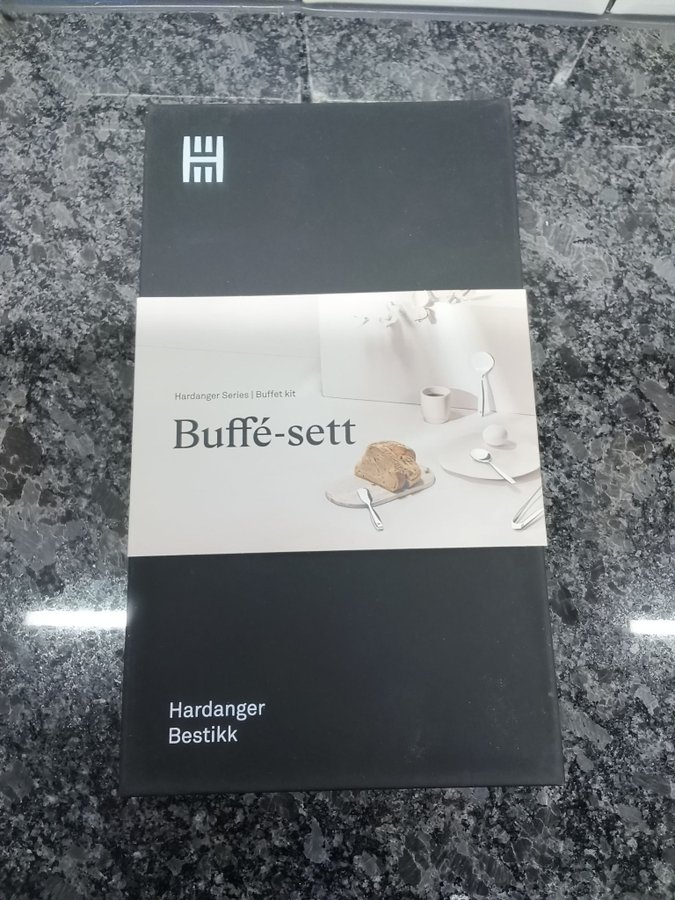 Hardanger Series | Buffet kit
Buffé-sett
Hardanger
Bestikk